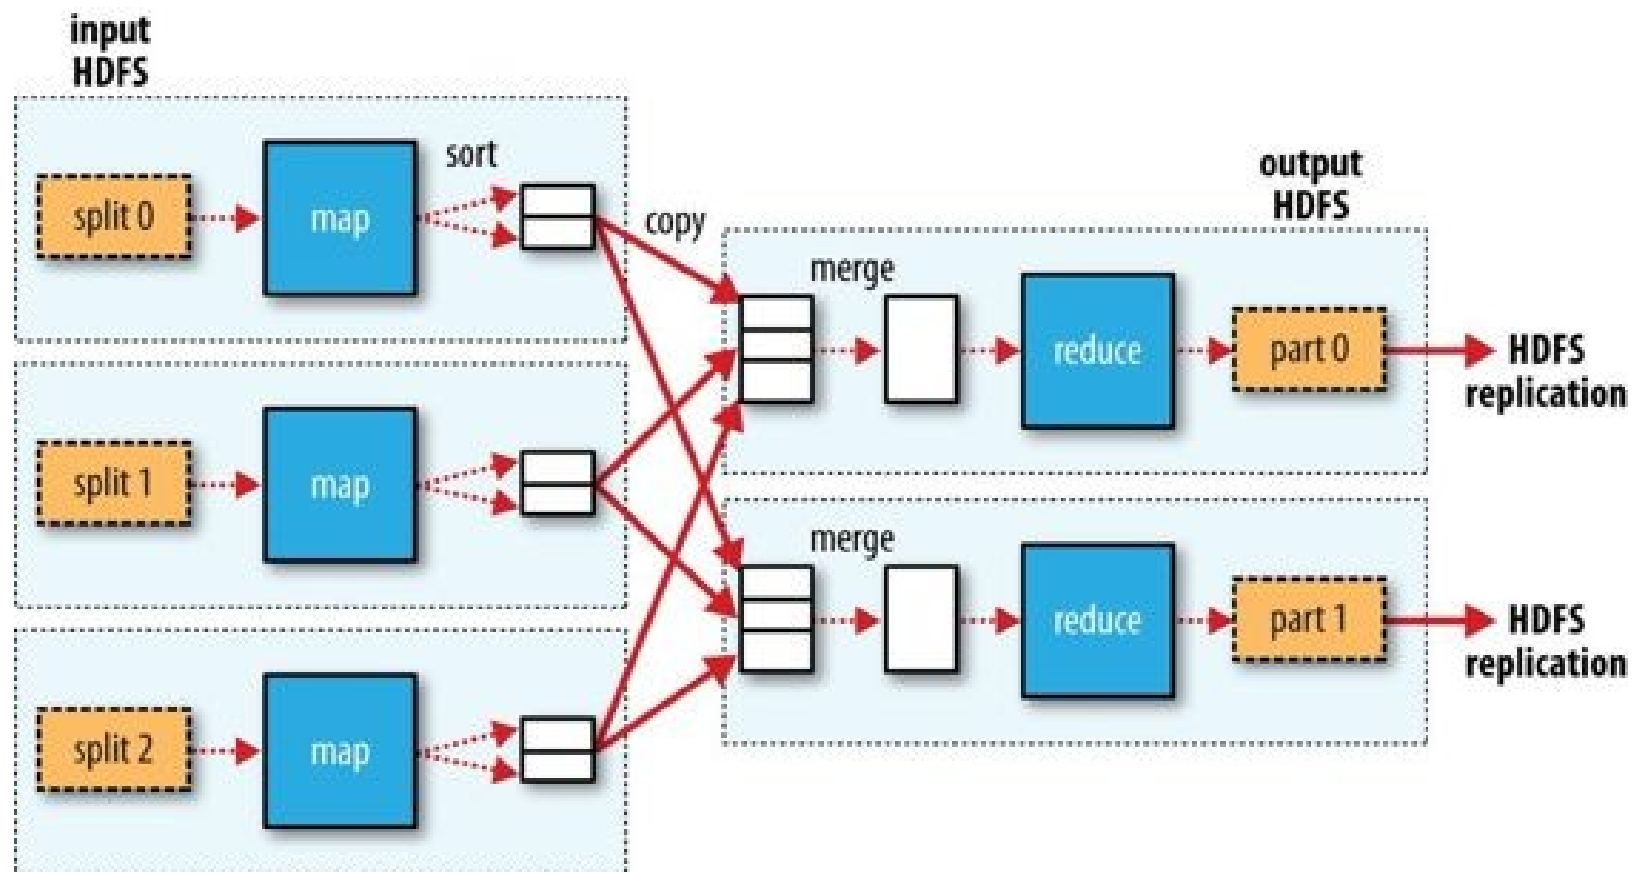 input
HDFS
sort
split 0
map
copy
split 1
map
split 2
map
output
HDFS
merge
reduce
part 0
HDFS
replication
merge
reduce
part 1
HDFS
replication